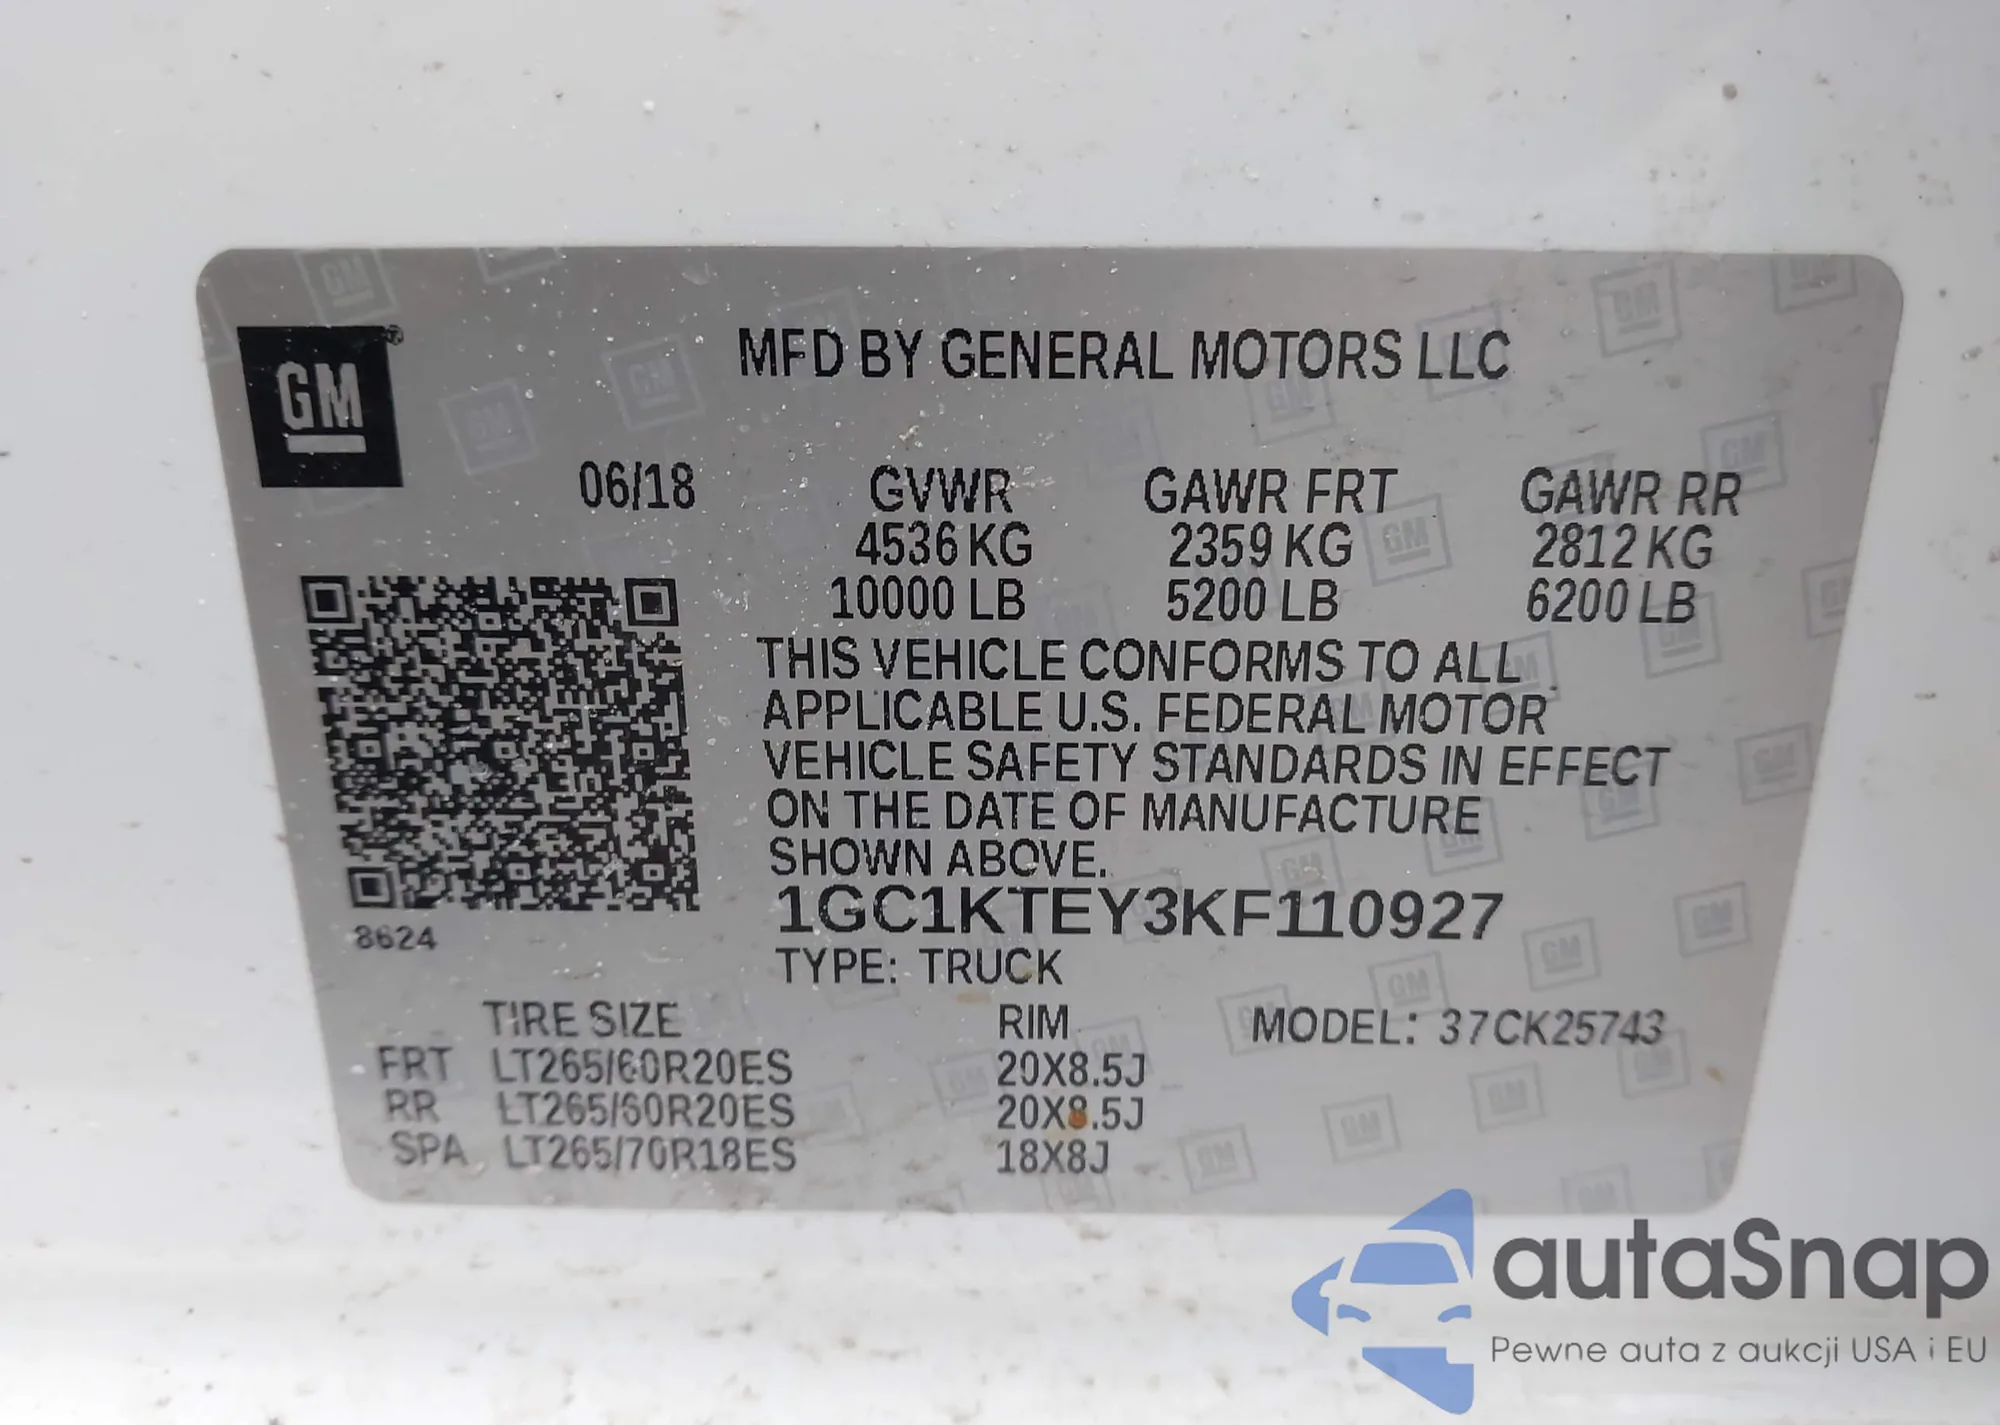 GM
MFD BY GENERAL MOTORS LLC
06/18
GVWR GAWR FRT GAWR RR
4536 KG 2359 KG 2812 KG
10000 LB 5200 LB 6200 LB
THIS VEHICLE CONFORMS TO ALL
APPLICABLE U.S. FEDERAL MOTOR
VEHICLE SAFETY STANDARDS IN EFFECT
ON THE DATE OF MANUFACTURE
SHOWN ABOVE.
1GC1KTEY3KF110927
8624
TYPE: TRUCK
TIRE SIZE RIM MODEL: 37CK25743
FRT LT265/60R20ES 20X8.5J
RR LT265/60R20ES 20X8.5J
SPA LT265/70R18ES 18X8J
autaSnap
Pewne auta z aukcji USA i EU